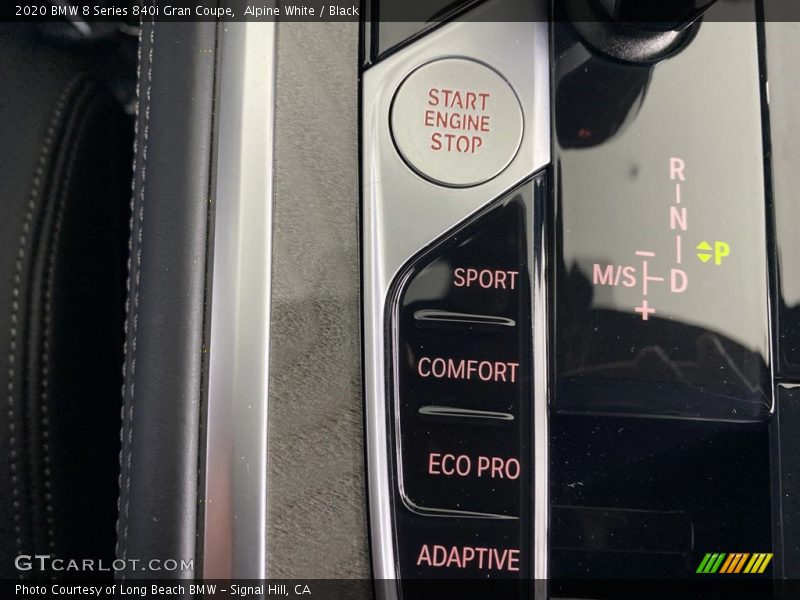 2020 BMW 8 Series 840i Gran Coupe,  Alpine White / Black
START
ENGINE
STOP
R
N
P
M/S
D
+
SPORT
COMFORT
ECO PRO
ADAPTIVE
GTCARLOT.COM
Photo Courtesy of Long Beach BMW - Signal Hill, CA